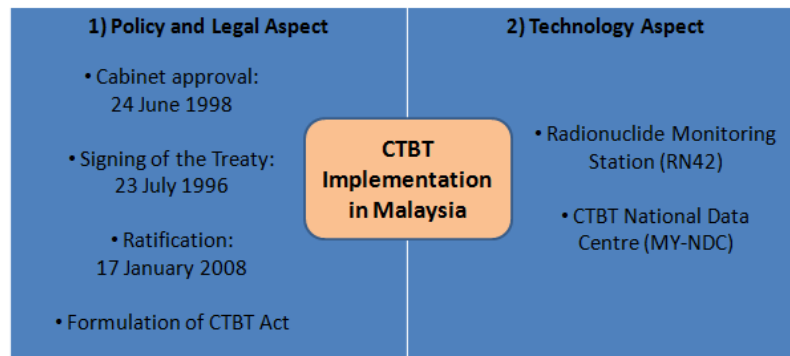 1) Policy and Legal Aspect
• Cabinet approval:
24 June 1998
• Signing of the Treaty:
23 July 1996
• Ratification:
17 January 2008
• Formulation of CTBT Act
CTBT
Implementation
in Malaysia
2) Technology Aspect
• Radionuclide Monitoring
Station (RN42)
• CTBT National Data
Centre (MY-NDC)